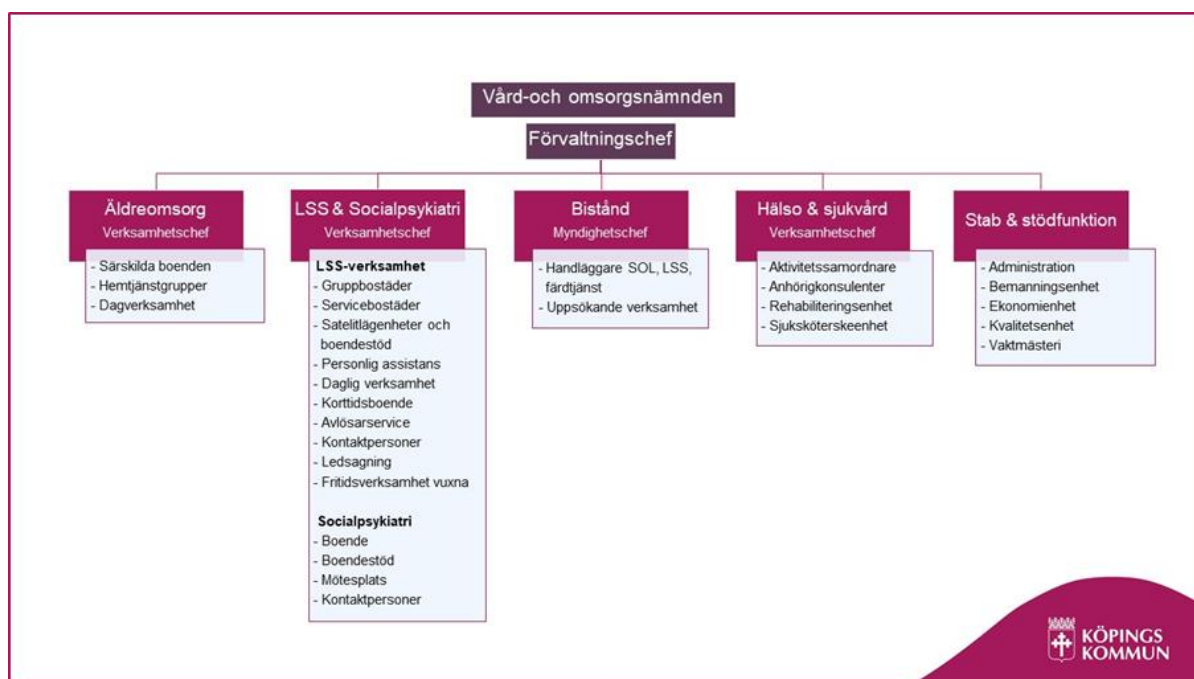 Vård-och omsorgsnämnden
Förvaltningschef
Äldreomsorg
Verksamhetschef
- Särskilda boenden
- Hemtjänstgrupper
- Dagverksamhet
LSS & Socialpsykiatri
Verksamhetschef
LSS-verksamhet
- Gruppbostäder
- Servicebostäder
- Satelitlägenheter och
boendestöd
- Personlig assistans
- Daglig verksamhet
- Korttidsboende
- Avlösarservice
- Kontaktpersoner
- Ledsagning
- Fritidsverksamhet vuxna
Socialpsykiatri
- Boende
- Boendestöd
- Mötesplats
- Kontaktpersoner
Bistånd
Myndighetschef
- Handläggare SOL, LSS,
färdtjänst
- Uppsökande verksamhet
Hälso & sjukvård
Verksamhetschef
- Aktivitetssamordnare
- Anhörigkonsulenter
- Rehabiliteringsenhet
- Sjuksköterskeenhet
Stab & stödfunktion
- Administration
- Bemanningsenhet
- Ekonomienhet
- Kvalitetsenhet
- Vaktmästeri
KÖPINGS
KOMMUN